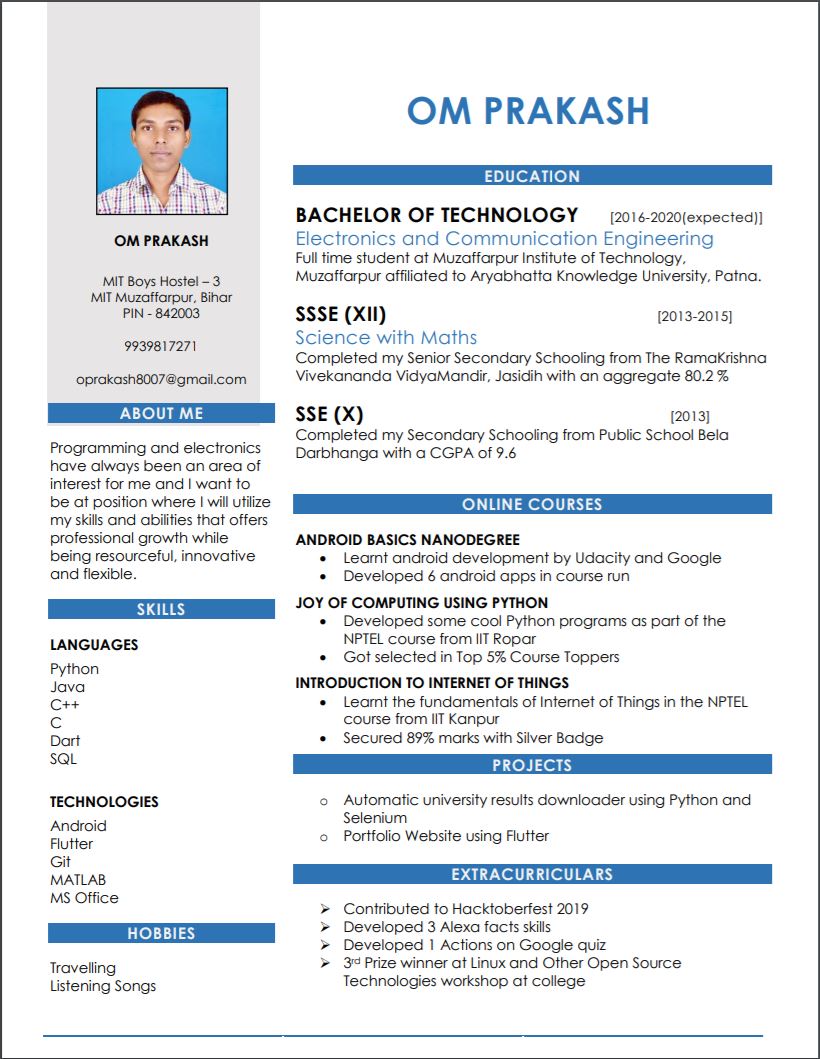 OM PRAKASH
MIT Boys Hostel – 3
MIT Muzaffarpur, Bihar
PIN - 842003
9939817271
oprakash8007@gmail.com
ABOUT ME
Programming and electronics
have always been an area of
interest for me and I want to
be at position where I will utilize
my skills and abilities that offers
professional growth while
being resourceful, innovative
and flexible.
SKILLS
LANGUAGES
Python
Java
C++
C
Dart
SQL
TECHNOLOGIES
Android
Flutter
Git
MATLAB
MS Office
HOBBIES
Travelling
Listening Songs
OM PRAKASH
EDUCATION
BACHELOR OF TECHNOLOGY [2016-2020(expected)]
Electronics and Communication Engineering
Full time student at Muzaffarpur Institute of Technology,
Muzaffarpur affiliated to Aryabhatta Knowledge University, Patna.
SSSE (XII) [2013-2015]
Science with Maths
Completed my Senior Secondary Schooling from The RamaKrishna
Vivekananda VidyaMandir, Jasidih with an aggregate 80.2 %
SSE (X) [2013]
Completed my Secondary Schooling from Public School Bela
Darbhanga with a CGPA of 9.6
ONLINE COURSES
ANDROID BASICS NANODEGREE
• Learnt android development by Udacity and Google
• Developed 6 android apps in course run
JOY OF COMPUTING USING PYTHON
• Developed some cool Python programs as part of the
NPTEL course from IIT Ropar
• Got selected in Top 5% Course Toppers
INTRODUCTION TO INTERNET OF THINGS
• Learnt the fundamentals of Internet of Things in the NPTEL
course from IIT Kanpur
• Secured 89% marks with Silver Badge
PROJECTS
o Automatic university results downloader using Python and
Selenium
o Portfolio Website using Flutter
EXTRACURRICULARS
➢ Contributed to Hacktoberfest 2019
➢ Developed 3 Alexa facts skills
➢ Developed 1 Actions on Google quiz
➢ 3rd Prize winner at Linux and Other Open Source
Technologies workshop at college